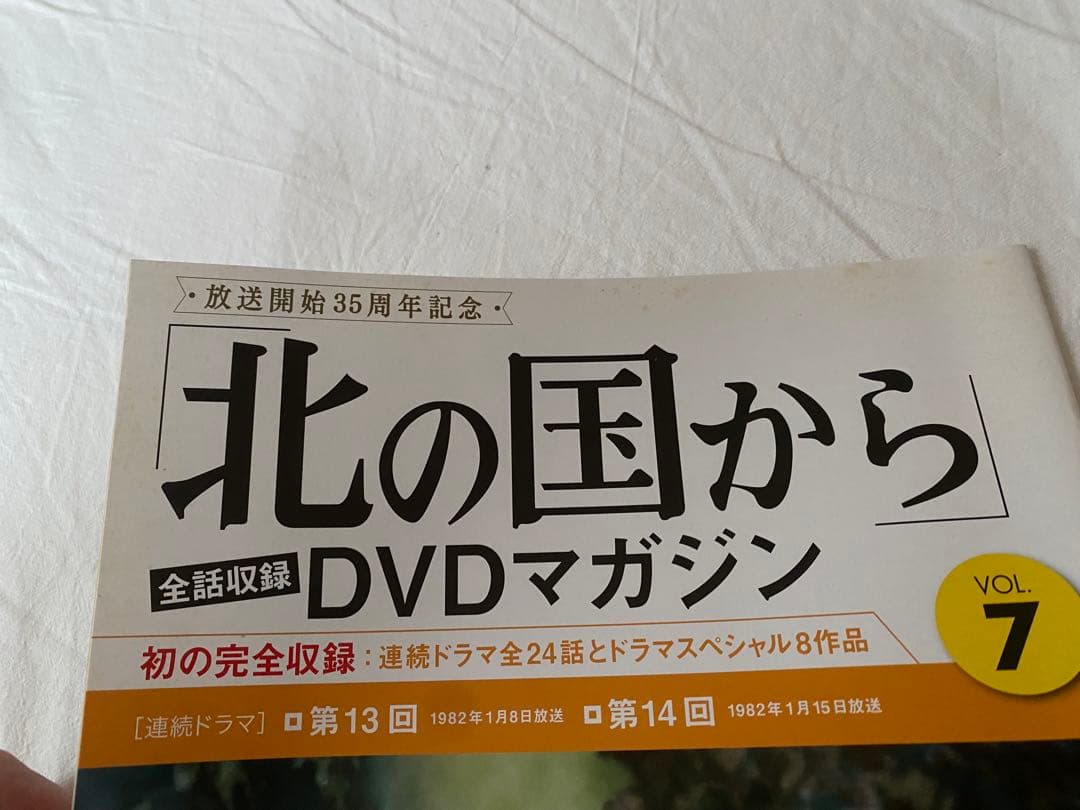 ・放送開始35周年記念・
「北の国から」
全話収録 DVDマガジン
VOL.
7
初の完全収録:連続ドラマ全24話とドラマスペシャル8作品
[連続ドラマ] 第13回 1982年1月8日放送 第14回 1982年1月15日放送